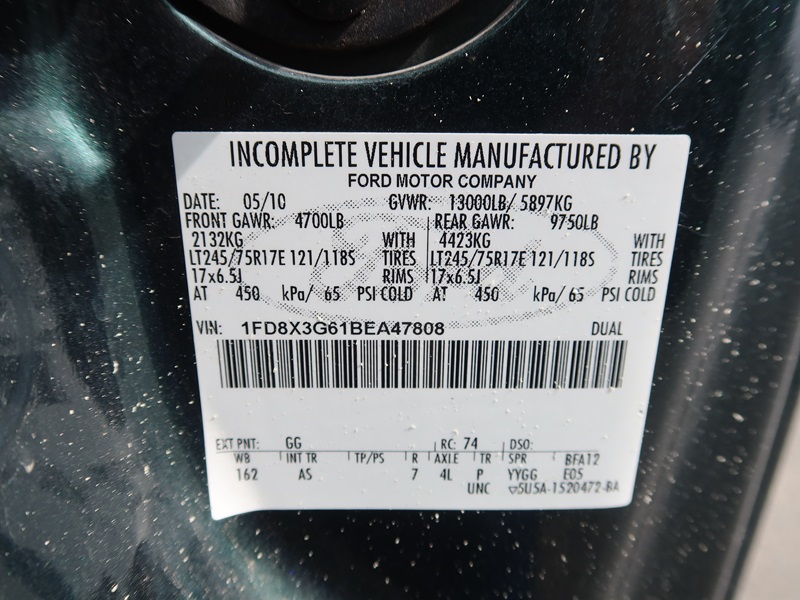 INCOMPLETE VEHICLE MANUFACTURED BY
FORD MOTOR COMPANY
DATE: 05/10 GVWR: 13000LB/ 5897KG
FRONT GAWR: 4700LB REAR GAWR: 9750LB
2132KG WITH 4423KG WITH
LT245/75R17E 121/118S TIRES LT245/75R17E 121/118S TIRES
17x6.5J RIMS 17x6.5J RIMS
AT 450 kPa/ 65 PSI COLD AT 450 kPa/ 65 PSI COLD
VIN: 1FD8X3G61BEA47808 DUAL
EXT PNT: GG RC: 74 DSO:
WB INT TR TP/PS R AXLE TR SPR BFA12
162 AS 7 4L P YYGG E05
UNC ▽5U5A-1520472-BA